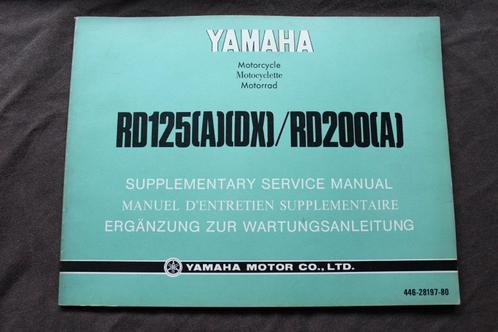 YAMAHA
Motorcycle
Motocyclette
Motorrad
RD125(A)(DX)/RD200(A)
SUPPLEMENTARY SERVICE MANUAL
MANUEL D'ENTRETIEN SUPPLEMENTAIRE
ERGÄNZUNG ZUR WARTUNGSANLEITUNG
YAMAHA MOTOR CO., LTD.
446-28197-80